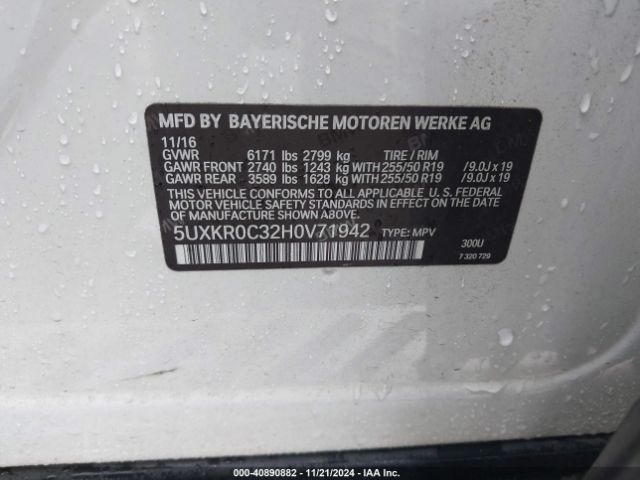 MFD BY BAYERISCHE MOTOREN WERKE AG
11/16
GVWR 6171 lbs 2799 kg TIRE / RIM
GAWR FRONT 2740 lbs 1243 kg WITH 255/50 R19 /9.0J x 19
GAWR REAR - 3589 lbs 1628 kg WITH 255/50 R19 /9.0J x 19
THIS VEHICLE CONFORMS TO ALL APPLICABLE U. S. FEDERAL
MOTOR VEHICLE SAFETY STANDARDS IN EFFECT ON THE DATE
OF MANUFACTURE SHOWN ABOVE.
5UXKR0C32H0V71942 TYPE: MPV
300U
7 320 729
© COPY - 40890882 - 11/21/2024 - IAA Inc.